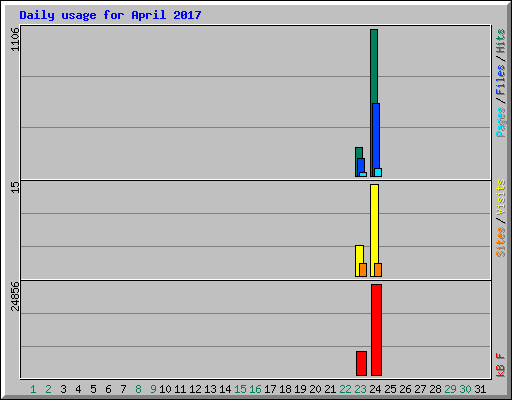 Daily usage for April 2017
1106
15
24856
Pages/Files/Hits
Sites/Visits
kB F
1 2 3 4 5 6 7 8 9 10 11 12 13 14 15 16 17 18 19 20 21 22 23 24 25 26 27 28 29 30 31